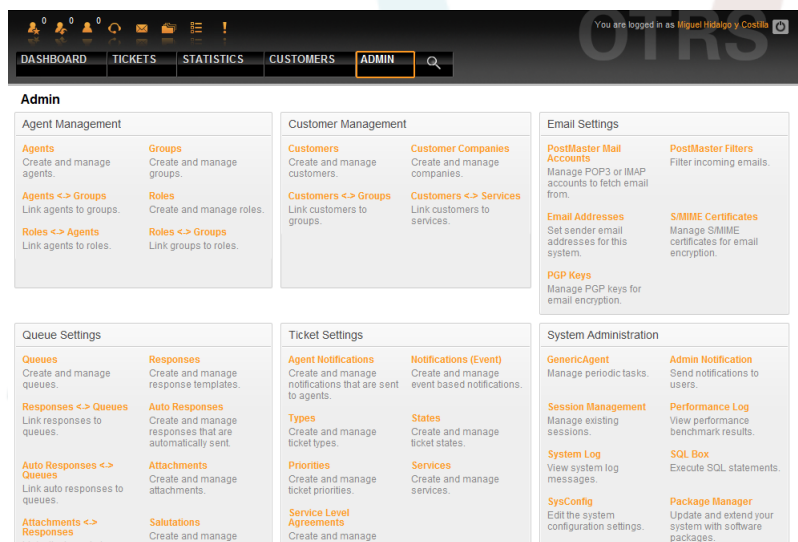 0 0 0
You are logged in as Miguel Hidalgo y Costilla
OTRS
DASHBOARD TICKETS STATISTICS CUSTOMERS ADMIN
Admin
Agent Management
Agents
Create and manage
agents.
Groups
Create and manage
groups.
Agents <-> Groups
Link agents to groups.
Roles
Create and manage roles.
Roles <-> Agents
Link agents to roles.
Roles <-> Groups
Link groups to roles.
Customer Management
Customers
Create and manage
customers.
Customer Companies
Create and manage
companies.
Customers <-> Groups
Link customers to
groups.
Customers <-> Services
Link customers to
services.
Email Settings
PostMaster Mail
Accounts
Manage POP3 or IMAP
accounts to fetch email
from.
PostMaster Filters
Filter incoming emails.
Email Addresses
Set sender email
addresses for this
system.
S/MIME Certificates
Manage S/MIME
certificates for email
encryption.
PGP Keys
Manage PGP keys for
email encryption.
Queue Settings
Queues
Create and manage
queues.
Responses
Create and manage
response templates.
Responses <-> Queues
Link responses to
queues.
Auto Responses
Create and manage
responses that are
automatically sent.
Auto Responses <->
Queues
Link auto responses to
queues.
Attachments
Create and manage
attachments.
Attachments <->
Responses
Salutations
Create and manage
Ticket Settings
Agent Notifications
Create and manage
notifications that are sent
to agents.
Notifications (Event)
Create and manage
event based notifications.
Types
Create and manage
ticket types.
States
Create and manage
ticket states.
Priorities
Create and manage
ticket priorities.
Services
Create and manage
services.
Service Level
Agreements
Create and manage
System Administration
GenericAgent
Manage periodic tasks.
Admin Notification
Send notifications to
users.
Session Management
Manage existing
sessions.
Performance Log
View performance
benchmark results.
System Log
View system log
messages.
SQL Box
Execute SQL statements.
SysConfig
Edit the system
configuration settings.
Package Manager
Update and extend your
system with software
packages.